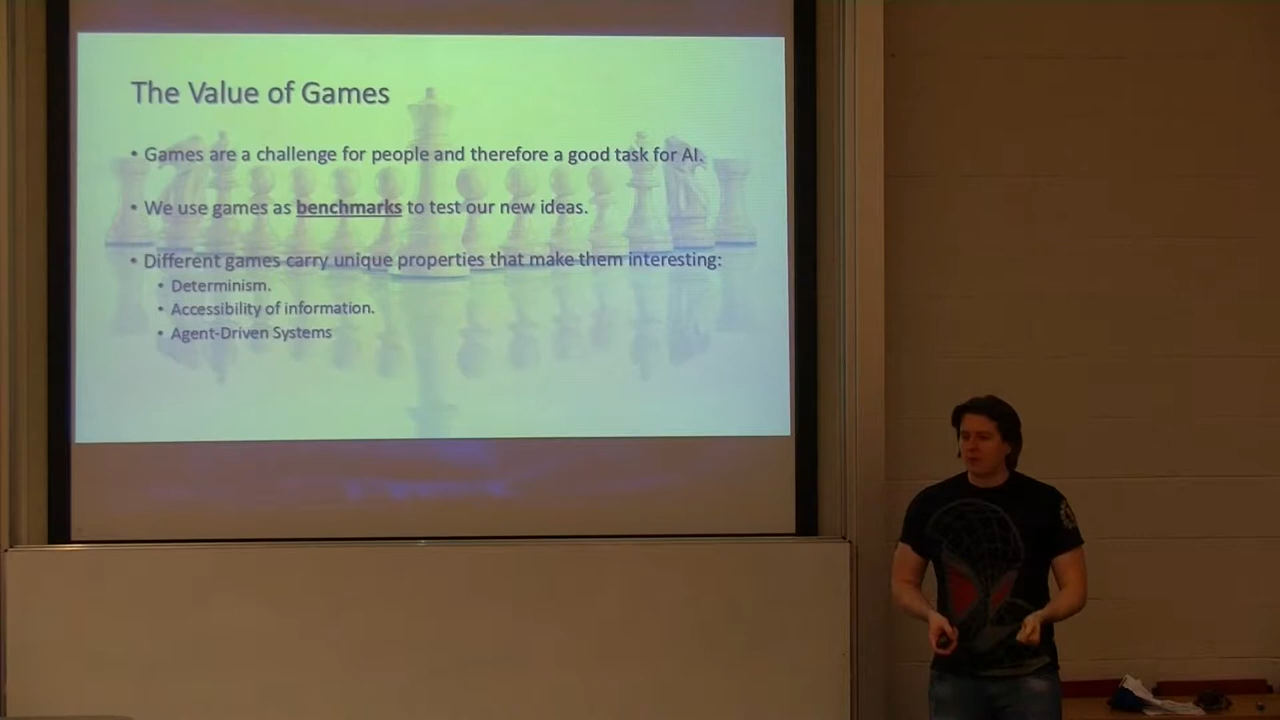 The Value of Games
• Games are a challenge for people and therefore a good task for AI.
• We use games as benchmarks to test our new ideas.
• Different games carry unique properties that make them interesting:
• Determinism.
• Accessibility of information.
• Agent-Driven Systems